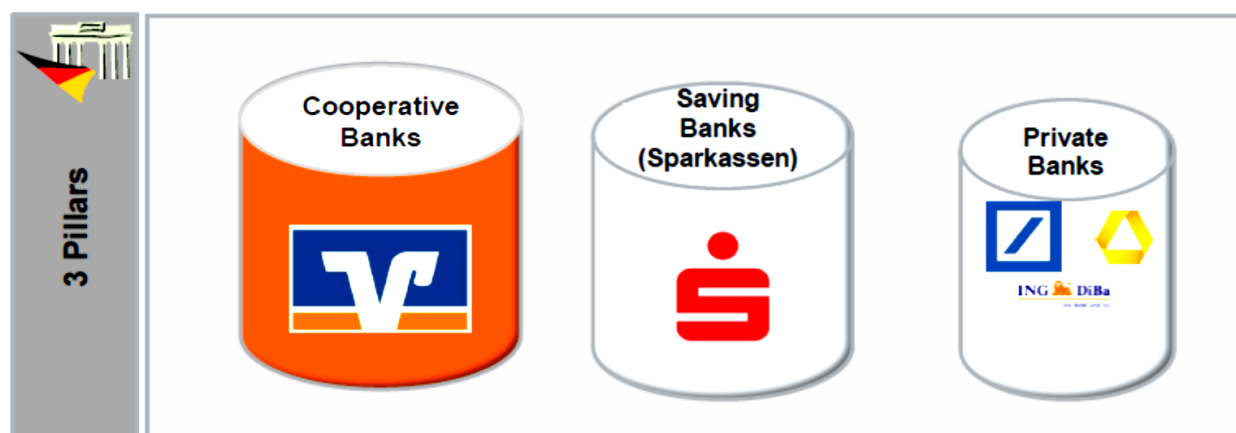 3 Pillars
Cooperative
Banks
Saving
Banks
(Sparkassen)
Private
Banks
ING DiBa